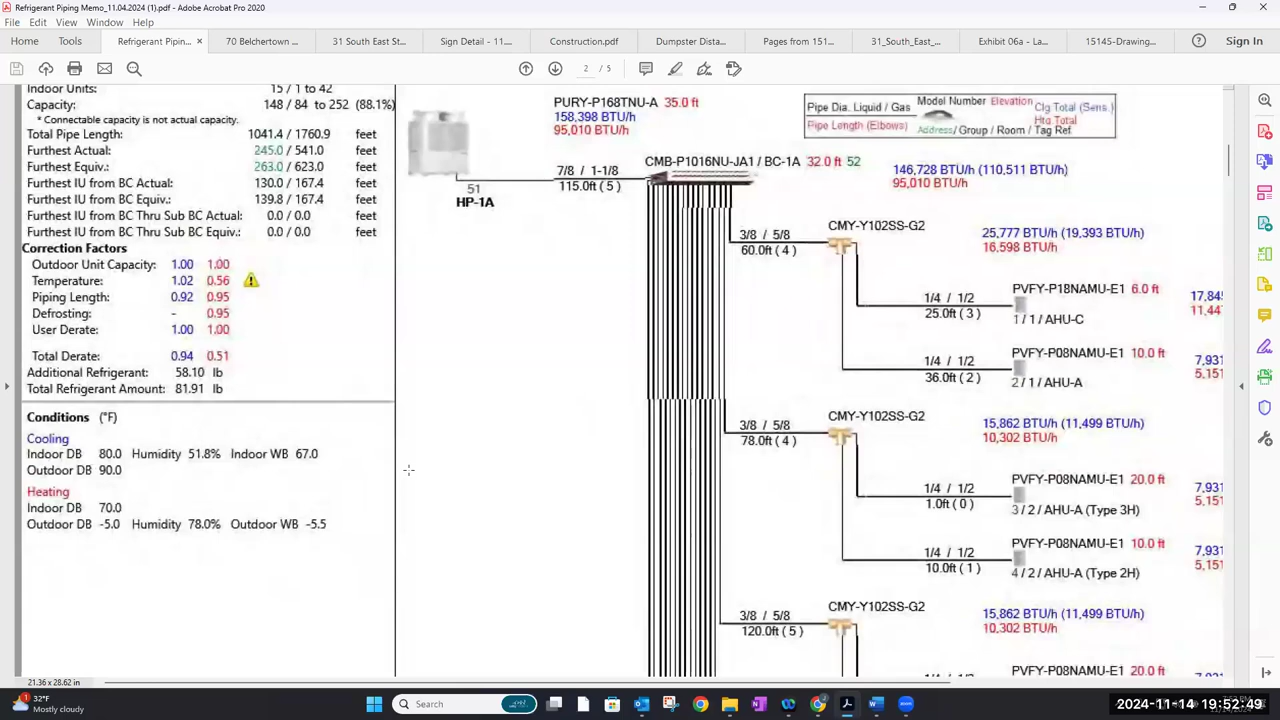 Refrigerant Piping Memo_11.04.2024 (1).pdf - Adobe Acrobat Pro 2020
File Edit View Window Help
Home Tools Refrigerant Pipin... × 70 Belchertown ... 31 South East St... Sign Detail - 11.... Construction.pdf Dumpster Dista... Pages from 151... 31_South_East_... Exhibit 06a - La... 15145-Drawing... Sign In
2 / 5
Indoor Units: 15 / 1 to 42
Capacity: 148 / 84 to 252 (88.1%)
* Connectable capacity is not actual capacity.
Total Pipe Length: 1041.4 / 1760.9 feet
Furthest Actual: 245.0 / 541.0 feet
Furthest Equiv.: 263.0 / 623.0 feet
Furthest IU from BC Actual: 130.0 / 167.4 feet
Furthest IU from BC Equiv.: 139.8 / 167.4 feet
Furthest IU from BC Thru Sub BC Actual: 0.0 / 0.0 feet
Furthest IU from BC Thru Sub BC Equiv.: 0.0 / 0.0 feet
Correction Factors
Outdoor Unit Capacity: 1.00 1.00
Temperature: 1.02 0.56
Piping Length: 0.92 0.95
Defrosting: - 0.95
User Derate: 1.00 1.00
Total Derate: 0.94 0.51
Additional Refrigerant: 58.10 lb
Total Refrigerant Amount: 81.91 lb
Conditions (°F)
Cooling
Indoor DB 80.0 Humidity 51.8% Indoor WB 67.0
Outdoor DB 90.0
Heating
Indoor DB 70.0
Outdoor DB -5.0 Humidity 78.0% Outdoor WB -5.5
PURY-P168TNU-A 35.0 ft
158,398 BTU/h
95,010 BTU/h
Pipe Dia. Liquid / Gas Model Number Elevation Clg Total (Sens.)
Pipe Length (Elbows) Htg Total
Address/ Group / Room / Tag Ref.
7/8 / 1-1/8
115.0ft ( 5 )
51
HP-1A
CMB-P1016NU-JA1 / BC-1A 32.0 ft 52
146,728 BTU/h (110,511 BTU/h)
95,010 BTU/h
CMY-Y102SS-G2
3/8 / 5/8
60.0ft ( 4 )
25,777 BTU/h (19,393 BTU/h)
16,598 BTU/h
PVFY-P18NAMU-E1 6.0 ft
1/4 / 1/2
25.0ft ( 3 )
1 / 1 / AHU-C
17,845
11,447
PVFY-P08NAMU-E1 10.0 ft
1/4 / 1/2
36.0ft ( 2 )
2 / 1 / AHU-A
7,931
5,151
CMY-Y102SS-G2
3/8 / 5/8
78.0ft ( 4 )
15,862 BTU/h (11,499 BTU/h)
10,302 BTU/h
PVFY-P08NAMU-E1 20.0 ft
1/4 / 1/2
1.0ft ( 0 )
3 / 2 / AHU-A (Type 3H)
7,931
5,151
PVFY-P08NAMU-E1 10.0 ft
1/4 / 1/2
10.0ft ( 1 )
4 / 2 / AHU-A (Type 2H)
7,931
5,151
CMY-Y102SS-G2
3/8 / 5/8
120.0ft ( 5 )
15,862 BTU/h (11,499 BTU/h)
10,302 BTU/h
PVFY-P08NAMU-E1 20.0 ft
7,931
21.36 x 28.62 in
32°F
Mostly cloudy
Search
2024-11-14 19:52:49